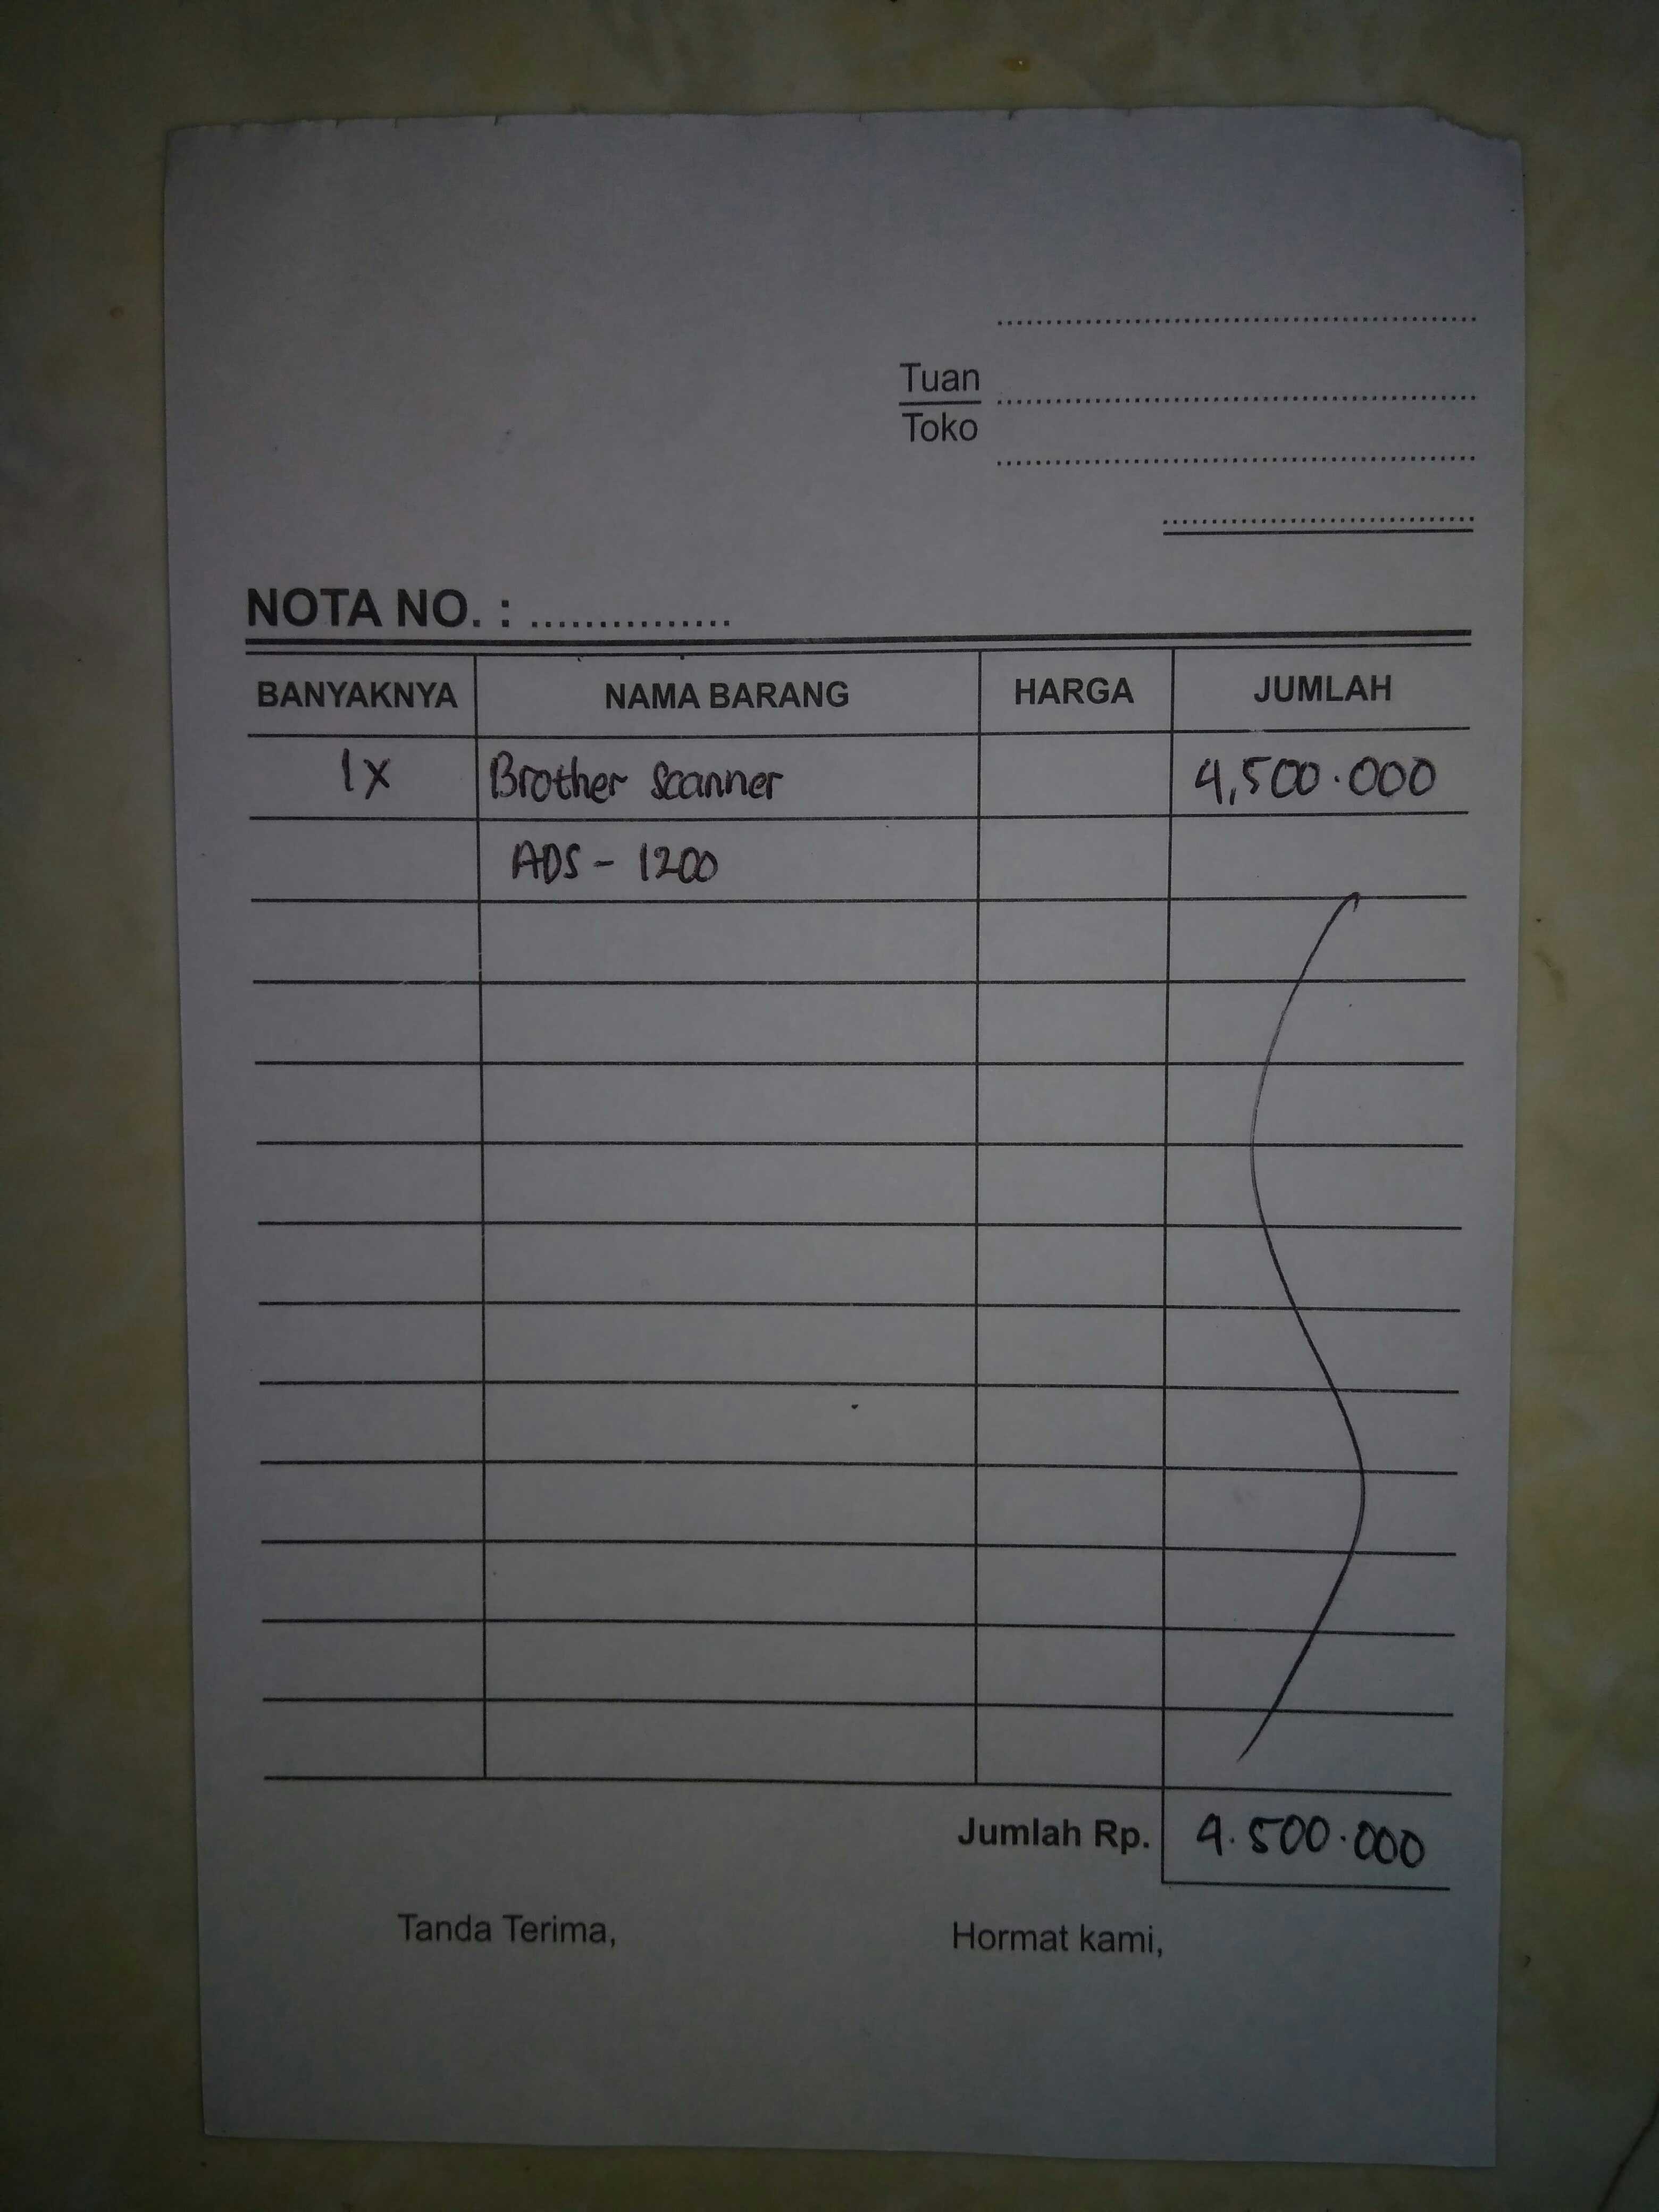 Tuan
Toko
NOTA NO. : ...............
BANYAKNYA NAMA BARANG HARGA JUMLAH
1x Brother Scanner 4,500.000
ADS - 1200
Jumlah Rp. 4.500.000
Tanda Terima, Hormat kami,